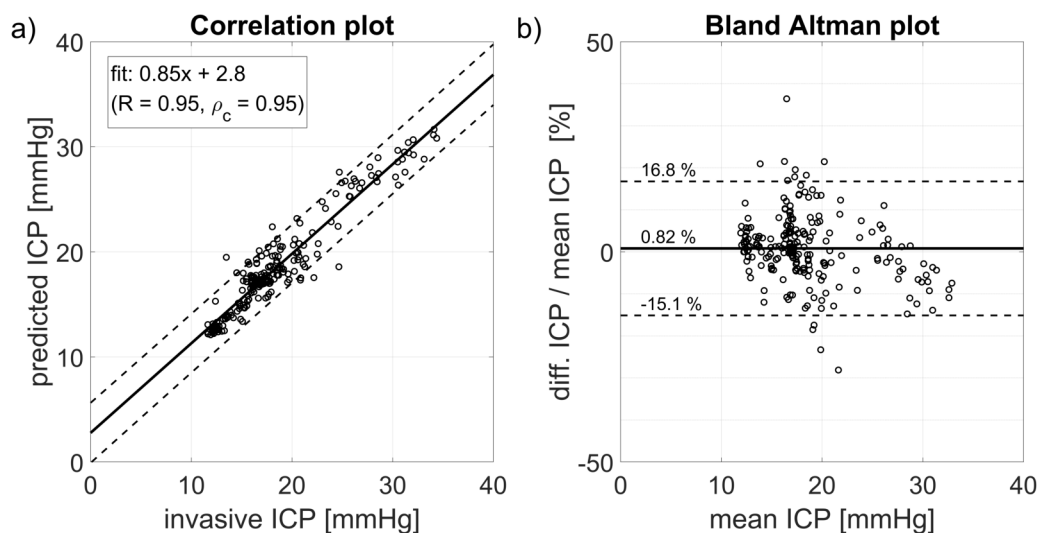 a)
Correlation plot
fit: 0.85x + 2.8
(R = 0.95, ρc = 0.95)
predicted ICP [mmHg]
40
30
20
10
0
0 10 20 30 40
invasive ICP [mmHg]
b)
Bland Altman plot
diff. ICP / mean ICP [%]
50
0
-50
16.8 %
0.82 %
-15.1 %
0 10 20 30 40
mean ICP [mmHg]